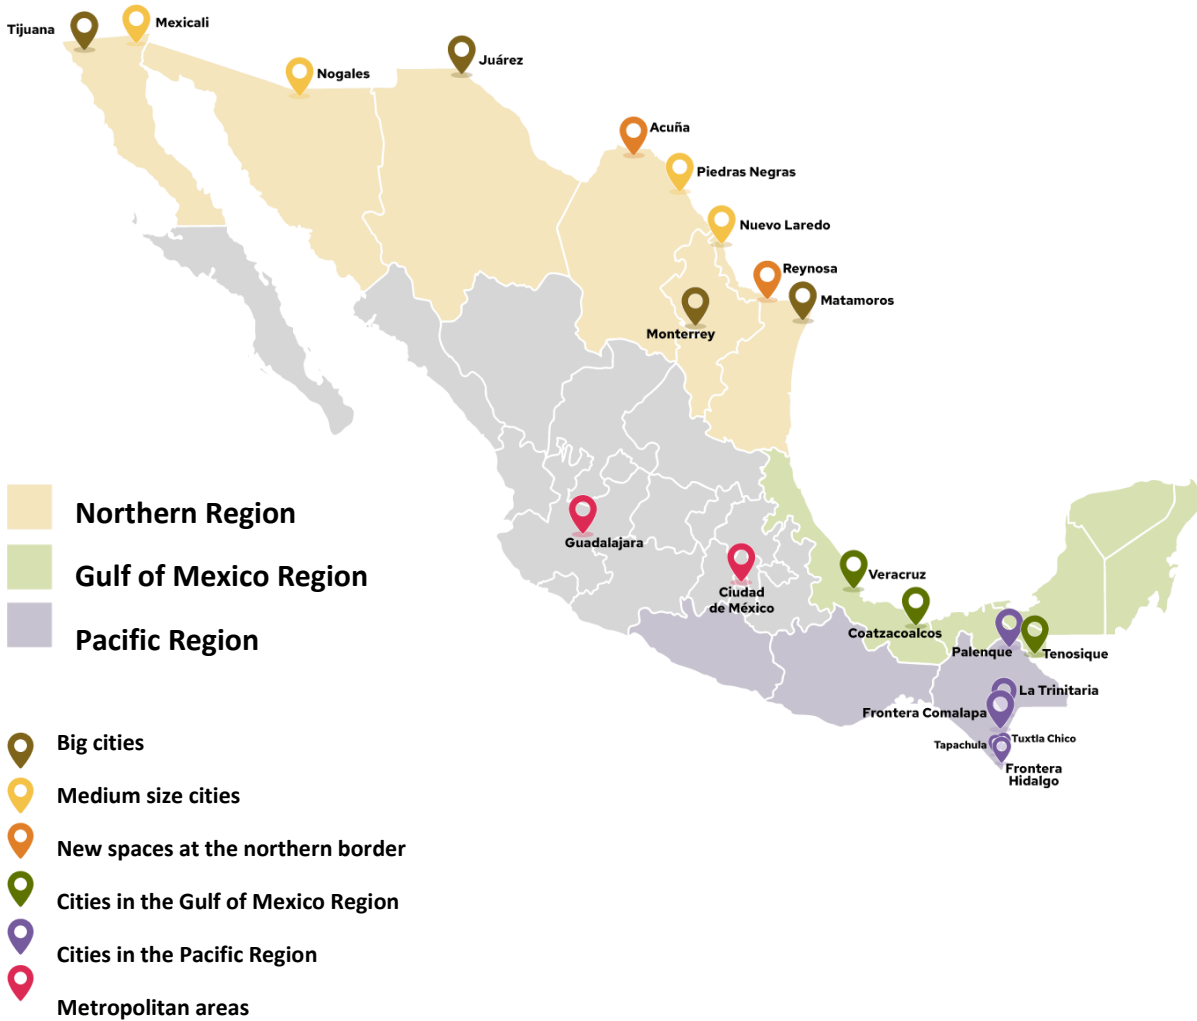 Tijuana
Mexicali
Nogales
Juárez
Acuña
Piedras Negras
Nuevo Laredo
Reynosa
Matamoros
Monterrey
Guadalajara
Ciudad
de México
Veracruz
Coatzacoalcos
Palenque
Tenosique
La Trinitaria
Frontera Comalapa
Tapachula
Tuxtla Chico
Frontera
Hidalgo
Northern Region
Gulf of Mexico Region
Pacific Region
Big cities
Medium size cities
New spaces at the northern border
Cities in the Gulf of Mexico Region
Cities in the Pacific Region
Metropolitan areas